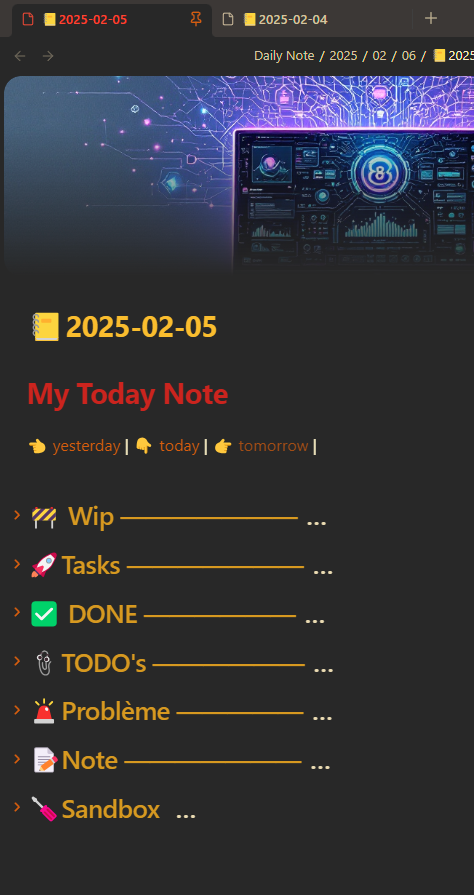 📒2025-02-05 📒2025-02-04 +
Daily Note / 2025 / 02 / 06 / 📒2025
8
📒2025-02-05
My Today Note
👈 yesterday | 👇 today | 👉 tomorrow |
🚧 Wip ──────────── ...
🚀Tasks ──────────── ...
✅ DONE ────────── ...
📎TODO's ────────── ...
🚨Problème ──────── ...
📝Note ──────────── ...
🪛Sandbox ...